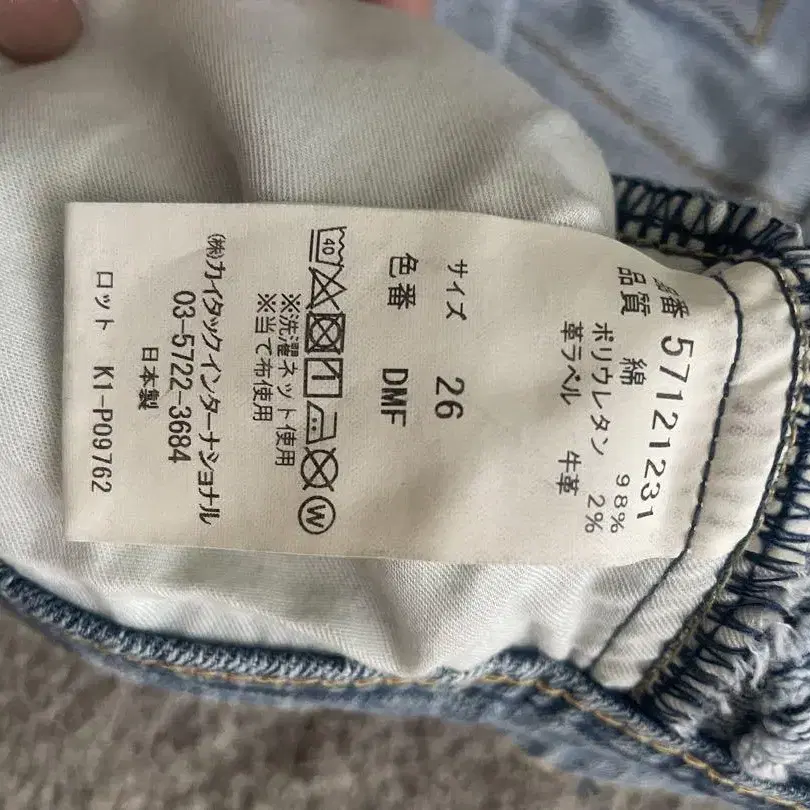 品番 57121231
品質 綿 98%
ポリウレタン 2%
革ラベル 牛革
サイズ 26
色番 DMF
40
W
※洗濯ネット使用
※当て布使用
㈱カイタックインターナショナル
03-5722-3684
日本製
ロット K1-P09762